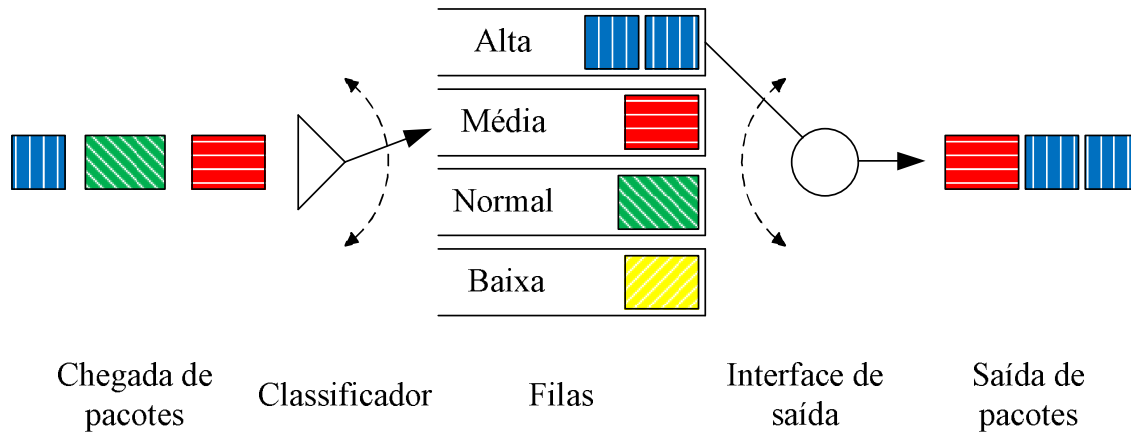 Alta
Média
Normal
Baixa
Chegada de
pacotes
Classificador
Filas
Interface de
saída
Saída de
pacotes